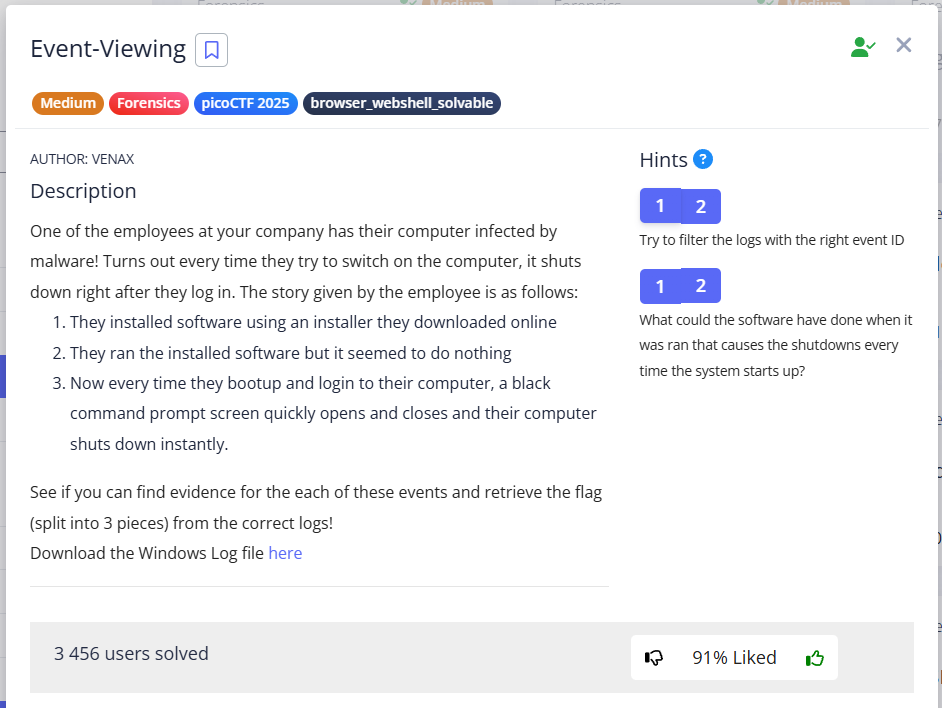 Event-Viewing
Medium Forensics picoCTF 2025 browser_webshell_solvable
AUTHOR: VENAX
Description
One of the employees at your company has their computer infected by
malware! Turns out every time they try to switch on the computer, it shuts
down right after they log in. The story given by the employee is as follows:
1. They installed software using an installer they downloaded online
2. They ran the installed software but it seemed to do nothing
3. Now every time they bootup and login to their computer, a black
command prompt screen quickly opens and closes and their computer
shuts down instantly.
See if you can find evidence for the each of these events and retrieve the flag
(split into 3 pieces) from the correct logs!
Download the Windows Log file here
Hints ?
1 2
Try to filter the logs with the right event ID
1 2
What could the software have done when it
was ran that causes the shutdowns every
time the system starts up?
3 456 users solved
91% Liked